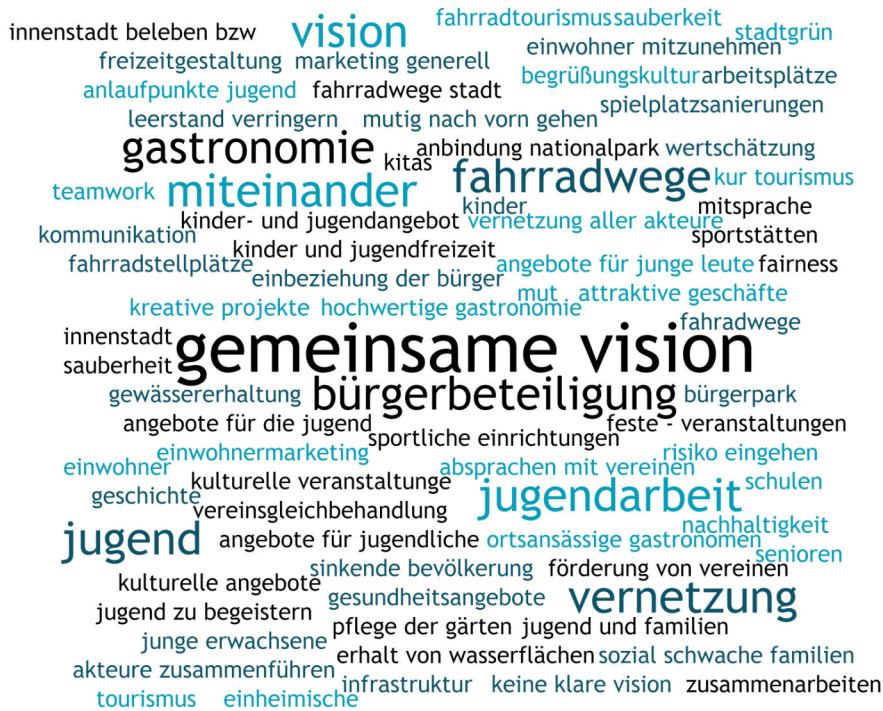 innenstadt beleben bzw vision fahrradtourismus sauberkeit
stadtgrün
einwohner mitzunehmen
freizeitgestaltung marketing generell
begrüßungskultur arbeitsplätze
anlaufpunkte jugend fahrradwege stadt
spielplatzsanierungen
leerstand verringern mutig nach vorn gehen
gastronomie kitas anbindung nationalpark wertschätzung
teamwork miteinander fahrradwege kur tourismus
kinder mitsprache
kinder- und jugendangebot vernetzung aller akteure
kommunikation sportstätten
kinder und jugendfreizeit
fahrradstellplätze angebote für junge leute fairness
einbeziehung der bürger
mut attraktive geschäfte
kreative projekte hochwertige gastronomie
fahradwege
innenstadt
gemeinsame vision
sauberheit
gewässererhaltung bürgerbeteiligung bürgerpark
angebote für die jugend feste - veranstaltungen
sportliche einrichtungen
einwohnermarketing risiko eingehen
einwohner absprachen mit vereinen
kulturelle veranstaltunge jugendarbeit schulen
geschichte
vereinsgleichbehandlung
nachhaltigkeit
jugend angebote für jugendliche ortsansässige gastronomen
senioren
sinkende bevölkerung förderung von vereinen
kulturelle angebote
gesundheitsangebote vernetzung
jugend zu begeistern
pflege der gärten jugend und familien
junge erwachsene
erhalt von wasserflächen sozial schwache familien
akteure zusammenführen
infrastruktur keine klare vision zusammenarbeiten
tourismus einheimische